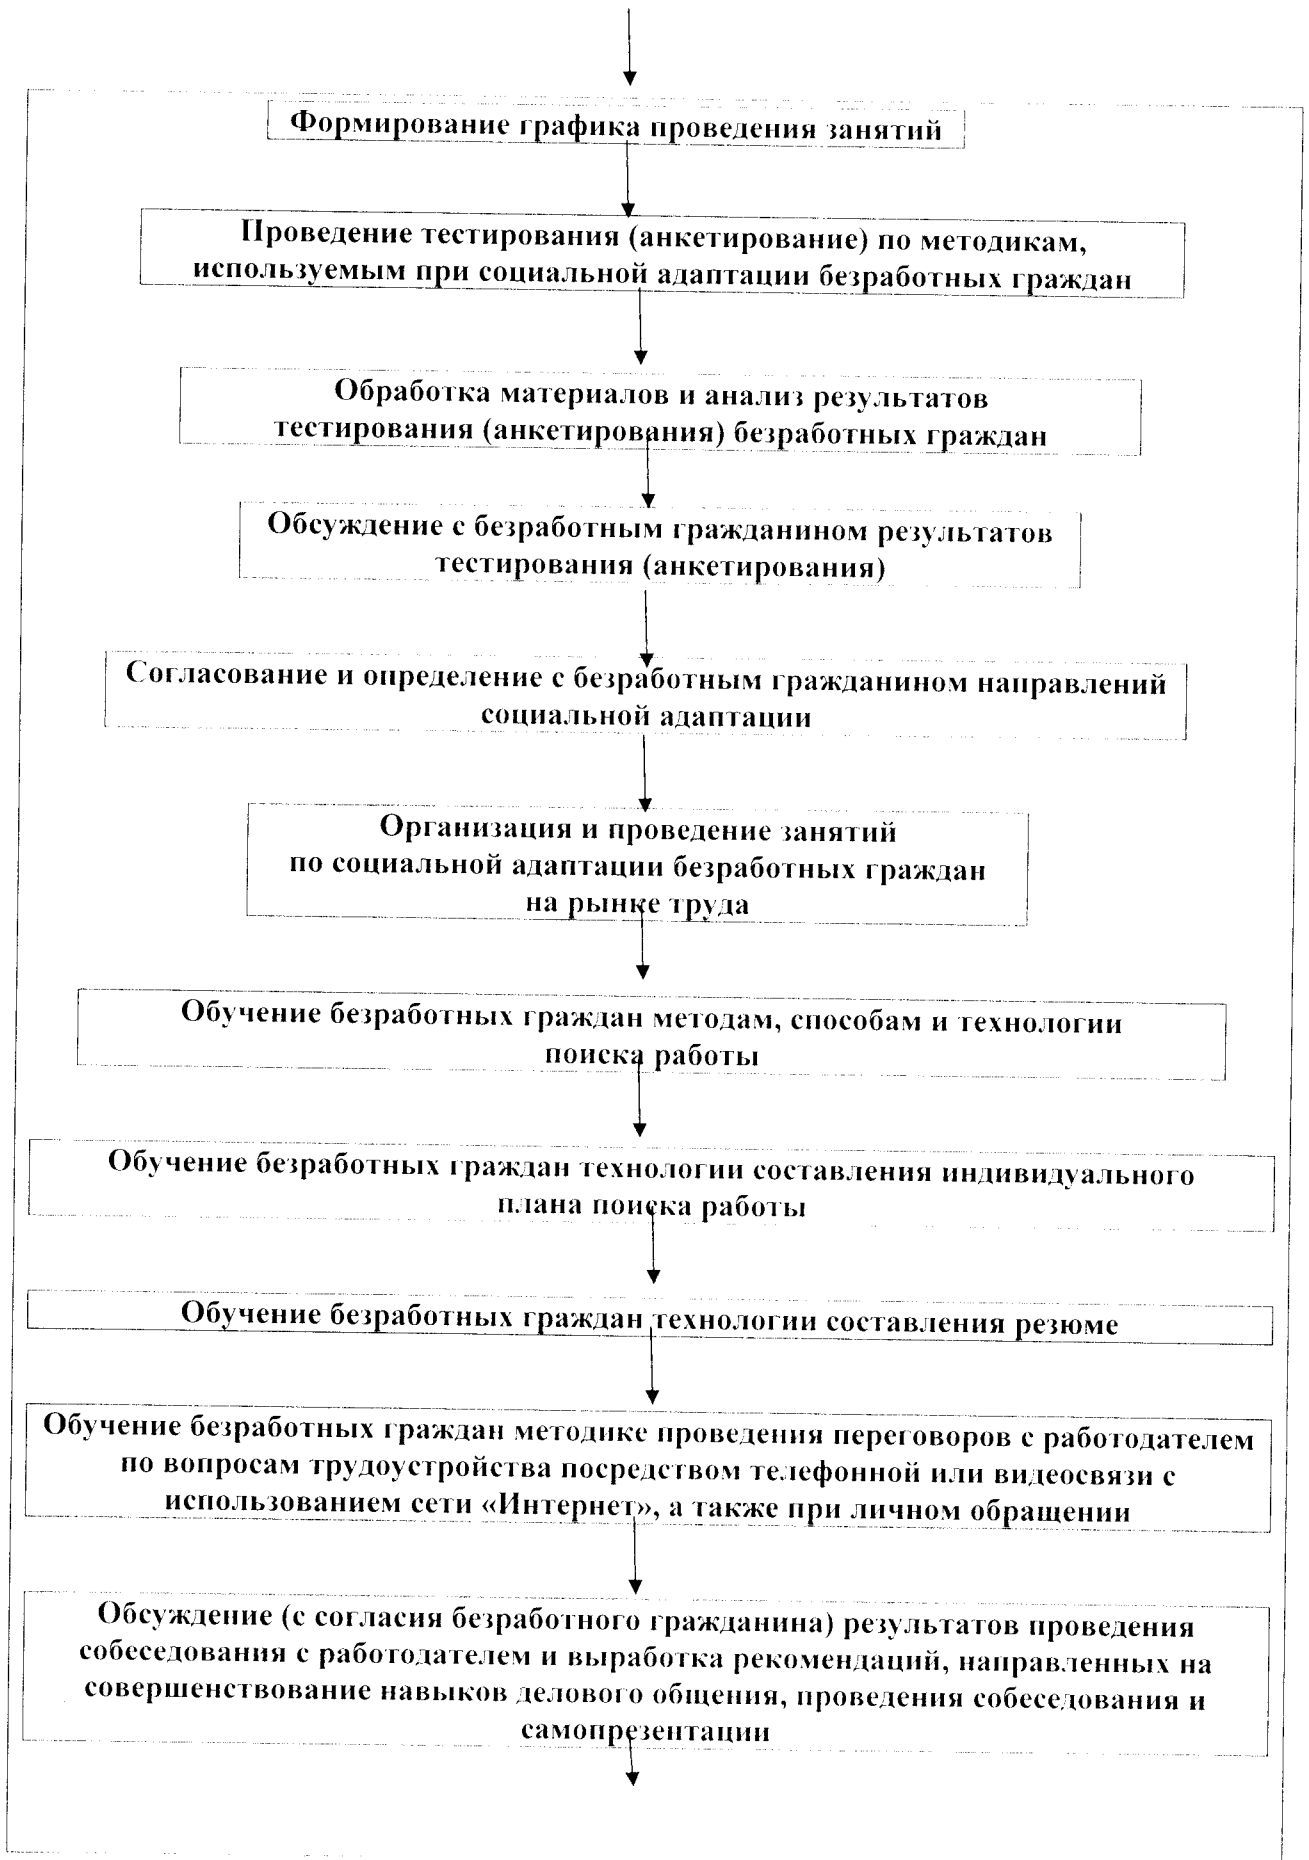 Формирование графика проведения занятий
Проведение тестирования (анкетирование) по методикам,
используемым при социальной адаптации безработных граждан
Обработка материалов и анализ результатов
тестирования (анкетирования) безработных граждан
Обсуждение с безработным гражданином результатов
тестирования (анкетирования)
Согласование и определение с безработным гражданином направлений
социальной адаптации
Организация и проведение занятий
по социальной адаптации безработных граждан
на рынке труда
Обучение безработных граждан методам, способам и технологии
поиска работы
Обучение безработных граждан технологии составления индивидуального
плана поиска работы
Обучение безработных граждан технологии составления резюме
Обучение безработных граждан методике проведения переговоров с работодателем
по вопросам трудоустройства посредством телефонной или видеосвязи с
использованием сети «Интернет», а также при личном обращении
Обсуждение (с согласия безработного гражданина) результатов проведения
собеседования с работодателем и выработка рекомендаций, направленных на
совершенствование навыков делового общения, проведения собеседования и
самопрезентации